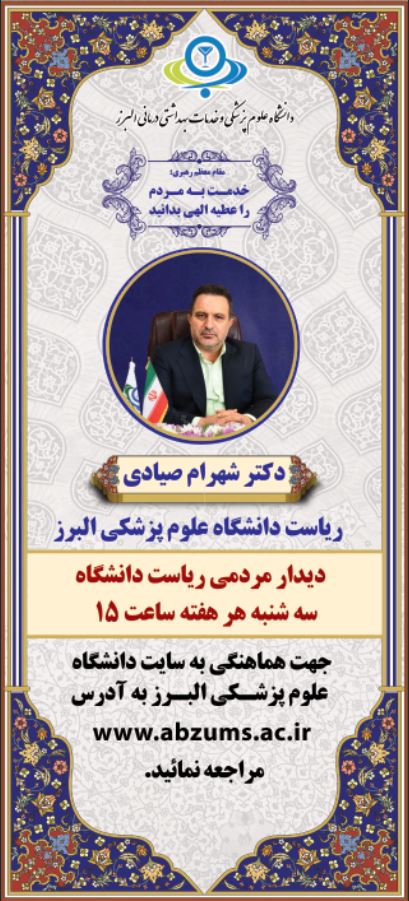 دانشگاه علوم پزشکی و خدمات بهداشتی درمانی البرز
مقام معظم رهبری:
خدمت به مردم
را عطیه الهی بدانید
دکتر شهرام صیادی
ریاست دانشگاه علوم پزشکی البرز
دیدار مردمی ریاست دانشگاه
سه شنبه هر هفته ساعت ۱۵
جهت هماهنگی به سایت دانشگاه
علوم پزشکی البرز به آدرس
www.abzums.ac.ir
مراجعه نمائید.